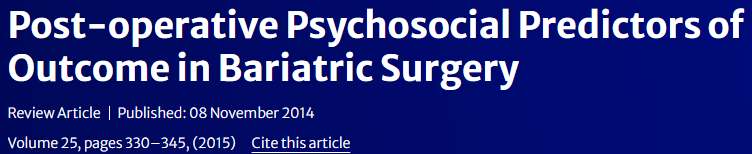 Post-operative Psychosocial Predictors of
Outcome in Bariatric Surgery
Review Article | Published: 08 November 2014
Volume 25, pages 330–345, (2015) Cite this article